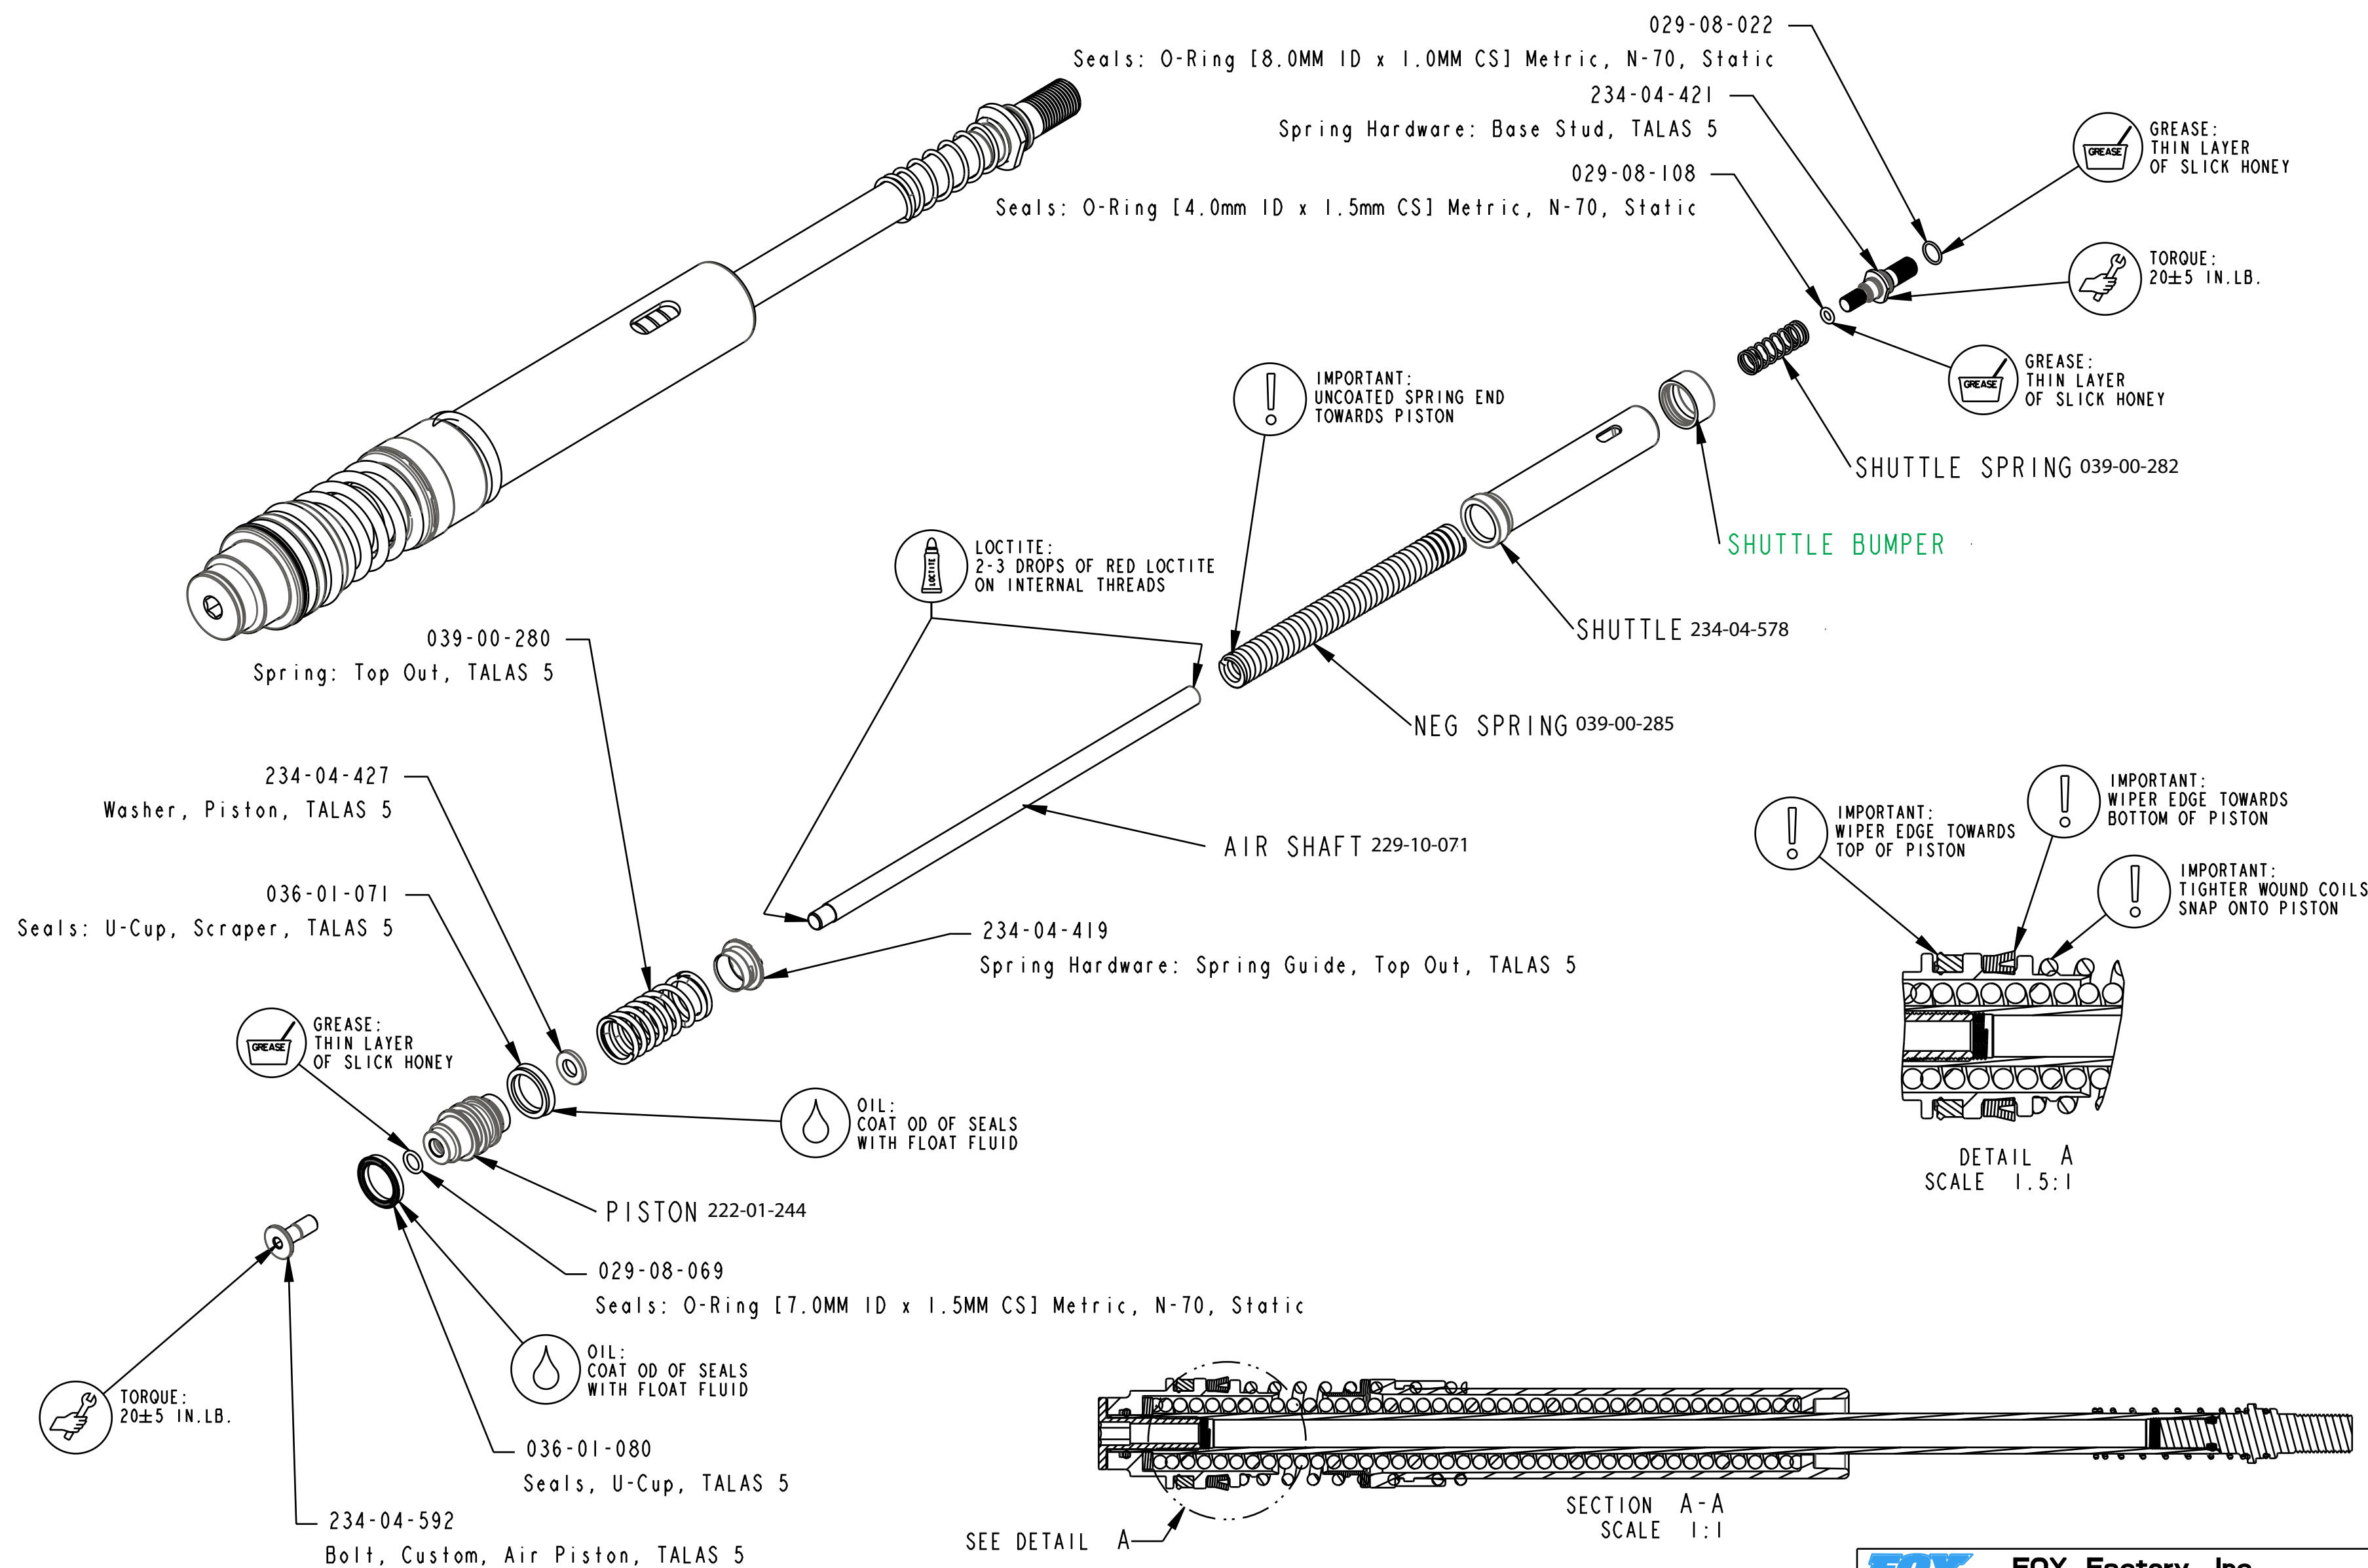 029-08-022
Seals: O-Ring [8.0MM ID x 1.0MM CS] Metric, N-70, Static
234-04-421
Spring Hardware: Base Stud, TALAS 5
029-08-108
Seals: O-Ring [4.0mm ID x 1.5mm CS] Metric, N-70, Static
GREASE
GREASE:
THIN LAYER
OF SLICK HONEY
TORQUE:
20±5 IN.LB.
GREASE
GREASE:
THIN LAYER
OF SLICK HONEY
IMPORTANT:
UNCOATED SPRING END
TOWARDS PISTON
SHUTTLE SPRING 039-00-282
SHUTTLE BUMPER
LOCTITE
LOCTITE:
2-3 DROPS OF RED LOCTITE
ON INTERNAL THREADS
SHUTTLE 234-04-578
039-00-280
Spring: Top Out, TALAS 5
NEG SPRING 039-00-285
234-04-427
Washer, Piston, TALAS 5
AIR SHAFT 229-10-071
IMPORTANT:
WIPER EDGE TOWARDS
TOP OF PISTON
IMPORTANT:
WIPER EDGE TOWARDS
BOTTOM OF PISTON
IMPORTANT:
TIGHTER WOUND COILS
SNAP ONTO PISTON
036-01-071
Seals: U-Cup, Scraper, TALAS 5
234-04-419
Spring Hardware: Spring Guide, Top Out, TALAS 5
GREASE
GREASE:
THIN LAYER
OF SLICK HONEY
OIL:
COAT OD OF SEALS
WITH FLOAT FLUID
DETAIL A
SCALE 1.5:1
PISTON 222-01-244
029-08-069
Seals: O-Ring [7.0MM ID x 1.5MM CS] Metric, N-70, Static
OIL:
COAT OD OF SEALS
WITH FLOAT FLUID
TORQUE:
20±5 IN.LB.
036-01-080
Seals, U-Cup, TALAS 5
234-04-592
Bolt, Custom, Air Piston, TALAS 5
SEE DETAIL A
SECTION A-A
SCALE 1:1
FOX FOX Factory, Inc